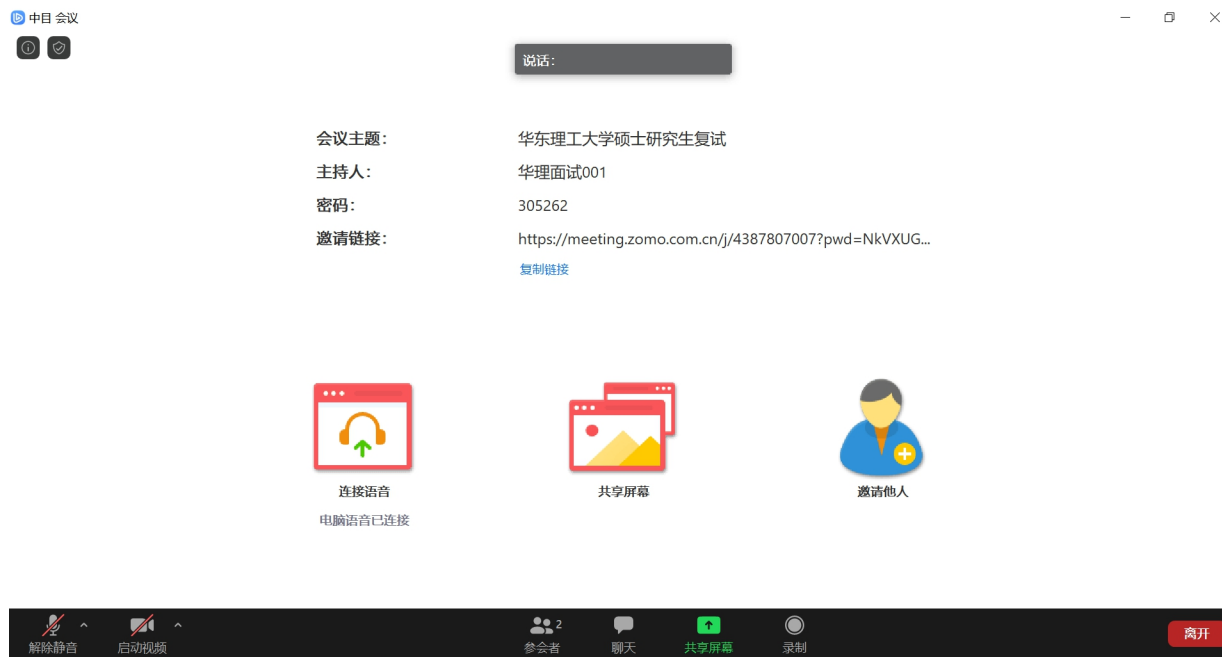 中目 会议
说话:
会议主题: 华东理工大学硕士研究生复试
主持人: 华理面试001
密码: 305262
邀请链接: https://meeting.zomo.com.cn/j/4387807007?pwd=NkVXUG...
复制链接
连接语音 共享屏幕 邀请他人
电脑语音已连接
2
解除静音 启动视频 参会者 聊天 共享屏幕 录制 离开